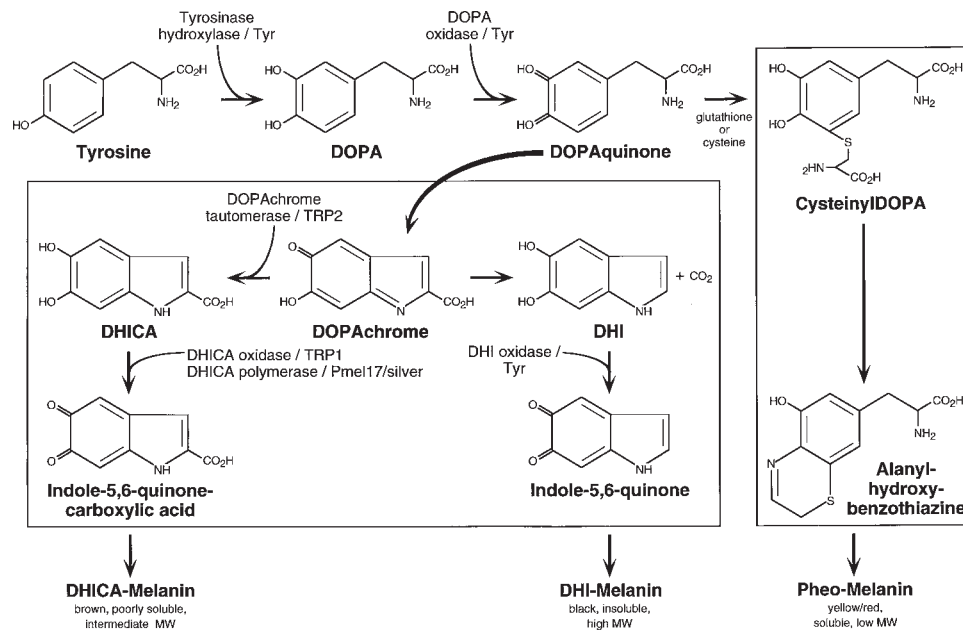 Tyrosinase
hydroxylase / Tyr
DOPA
oxidase / Tyr
CO₂H
NH₂
HO
Tyrosine
HO
HO
CO₂H
NH₂
DOPA
HO
HO
CO₂H
NH₂
DOPAquinone
glutathione
or
cysteine
HO
HO
CO₂H
NH₂
S
₂HN
CO₂H
CysteinylDOPA
DOPAchrome
tautomerase / TRP2
HO
HO
NH
CO₂H
DHICA
O
HO
N
CO₂H
DOPAchrome
HO
HO
NH
+ CO₂
DHI
DHICA oxidase / TRP1
DHICA polymerase / Pmel17/silver
DHI oxidase /
Tyr
O
O
NH
CO₂H
Indole-5,6-quinone-
carboxylic acid
O
O
NH
Indole-5,6-quinone
HO
CO₂H
NH₂
N
S
Alanyl-
hydroxy-
benzothiazine
DHICA-Melanin
brown, poorly soluble,
intermediate MW
DHI-Melanin
black, insoluble,
high MW
Pheo-Melanin
yellow/red,
soluble, low MW